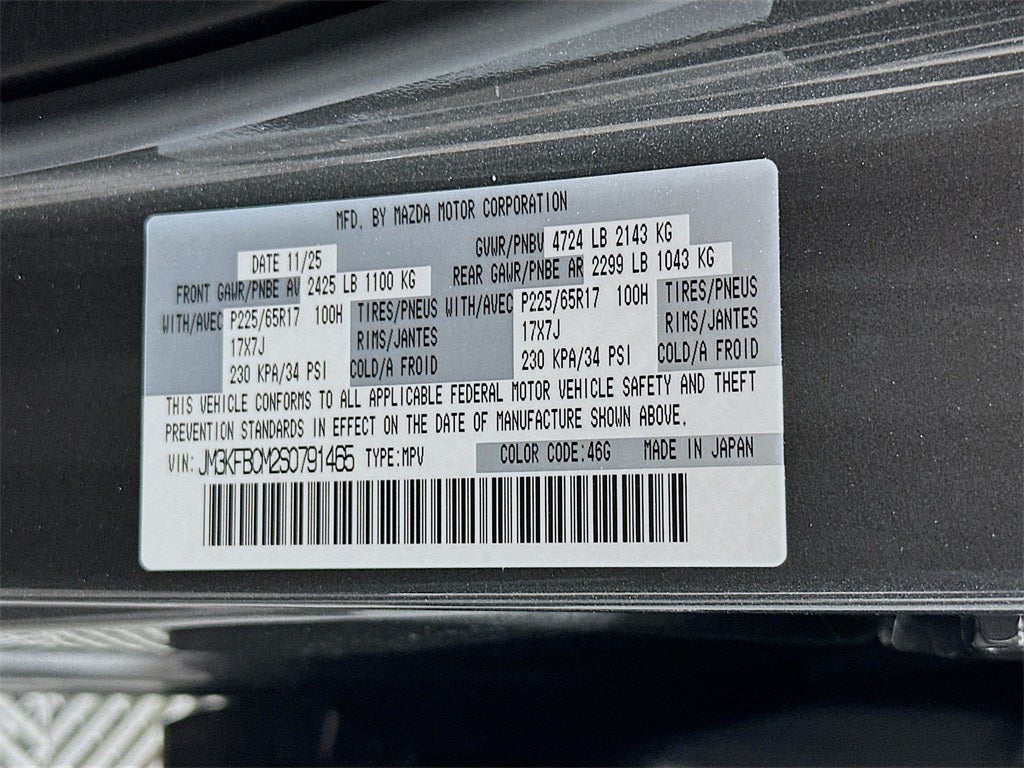 MFD. BY MAZDA MOTOR CORPORATION
DATE 11/25 GVWR/PNBV 4724 LB 2143 KG
FRONT GAWR/PNBE AV 2425 LB 1100 KG REAR GAWR/PNBE AR 2299 LB 1043 KG
WITH/AVEC P225/65R17 100H TIRES/PNEUS WITH/AVEC P225/65R17 100H TIRES/PNEUS
17X7J RIMS/JANTES 17X7J RIMS/JANTES
230 KPA/34 PSI COLD/A FROID 230 KPA/34 PSI COLD/A FROID
THIS VEHICLE CONFORMS TO ALL APPLICABLE FEDERAL MOTOR VEHICLE SAFETY AND THEFT
PREVENTION STANDARDS IN EFFECT ON THE DATE OF MANUFACTURE SHOWN ABOVE.
VIN: JM3KFBCM2S0791465 TYPE:MPV COLOR CODE:46G MADE IN JAPAN